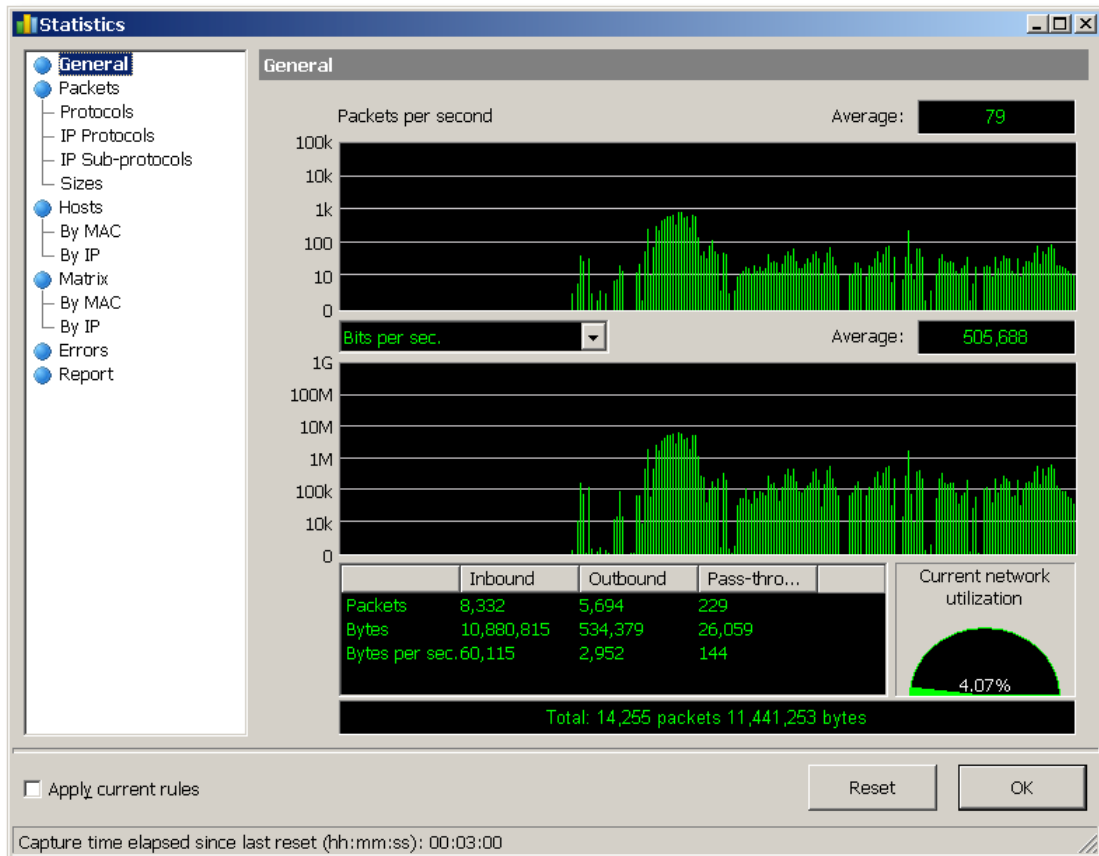 Statistics
General
Packets
Protocols
IP Protocols
IP Sub-protocols
Sizes
Hosts
By MAC
By IP
Matrix
By MAC
By IP
Errors
Report
General
Packets per second Average: 79
100k
10k
1k
100
10
0
Bits per sec. Average: 505,688
1G
100M
10M
1M
100k
10k
0
Inbound Outbound Pass-thro...
Packets 8,332 5,694 229
Bytes 10,880,815 534,379 26,059
Bytes per sec. 60,115 2,952 144
Current network
utilization
4.07%
Total: 14,255 packets 11,441,253 bytes
Apply current rules
Reset OK
Capture time elapsed since last reset (hh:mm:ss): 00:03:00